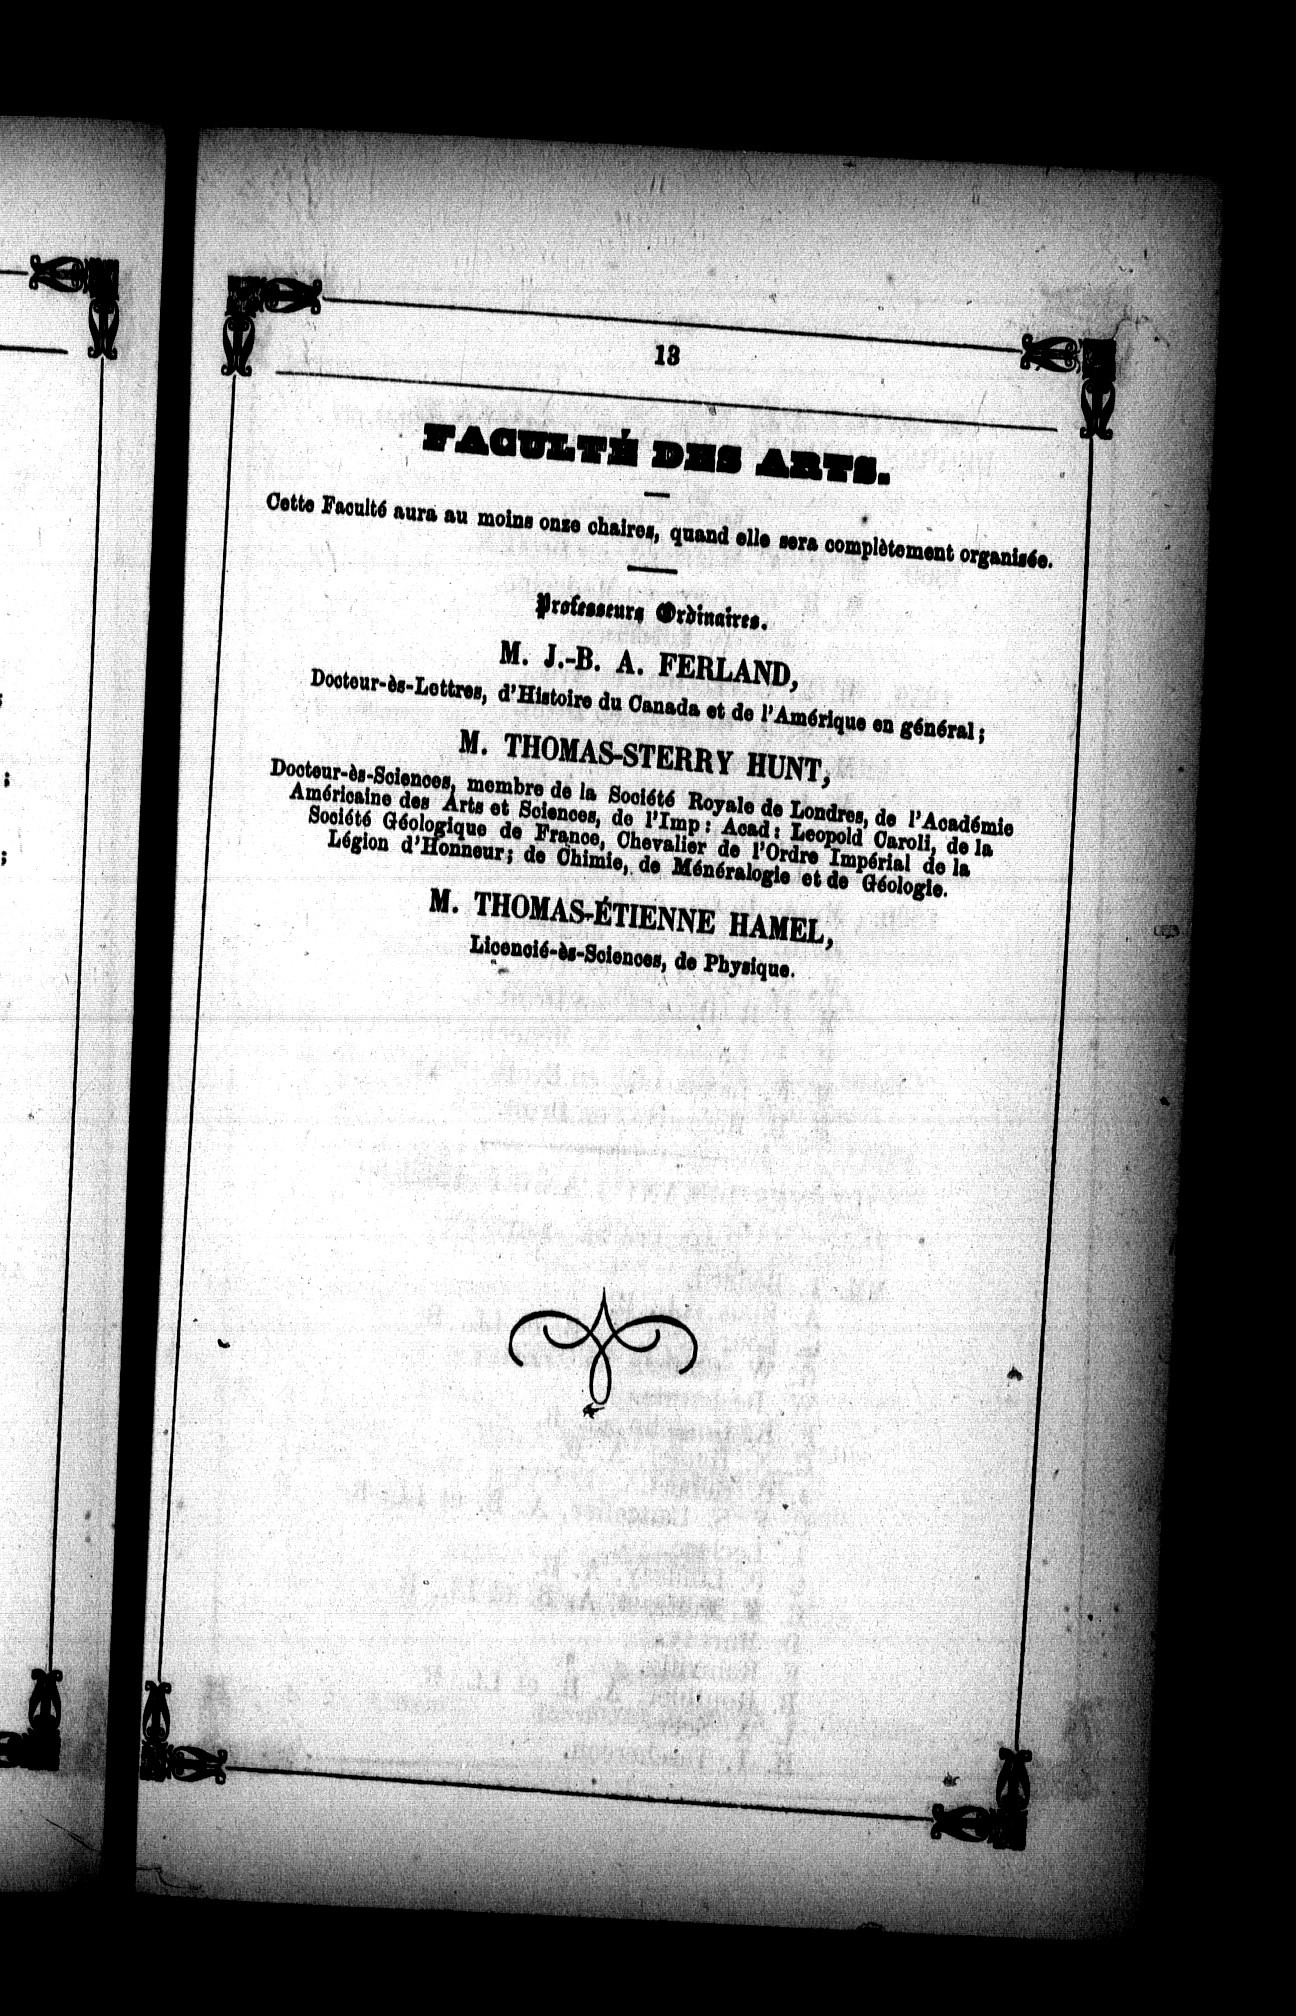 13
FACULTÉ DES ARTS.
Cette Faculté aura au moins onze chaires, quand elle sera complètement organisée.
Professeurs Ordinaires.
M. J.-B. A. FERLAND,
Docteur-ès-Lettres, d'Histoire du Canada et de l'Amérique en général;
M. THOMAS-STERRY HUNT,
Docteur-ès-Sciences, membre de la Société Royale de Londres, de l'Académie
Américaine des Arts et Sciences, de l'Imp: Acad: Leopold Caroli, de la
Société Géologique de France, Chevalier de l'Ordre Impérial de la
Légion d'Honneur; de Chimie, de Ménéralogie et de Géologie.
M. THOMAS-ÉTIENNE HAMEL,
Licencié-ès-Sciences, de Physique.